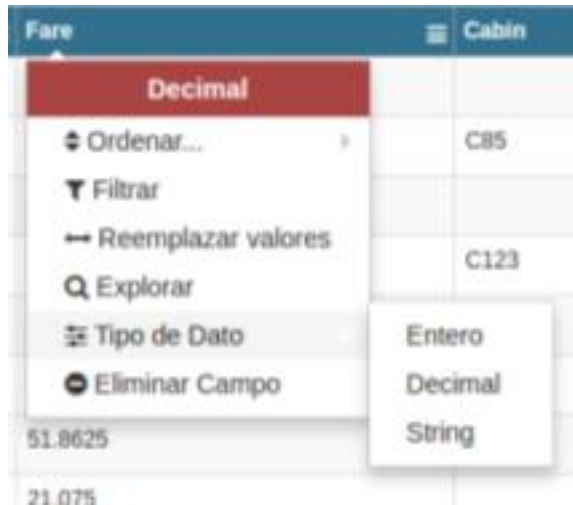 Fare Cabin
Decimal
Ordenar...
C85
Filtrar
Reemplazar valores
C123
Explorar
Tipo de Dato
Entero
Eliminar Campo
Decimal
String
51.8625
21.075